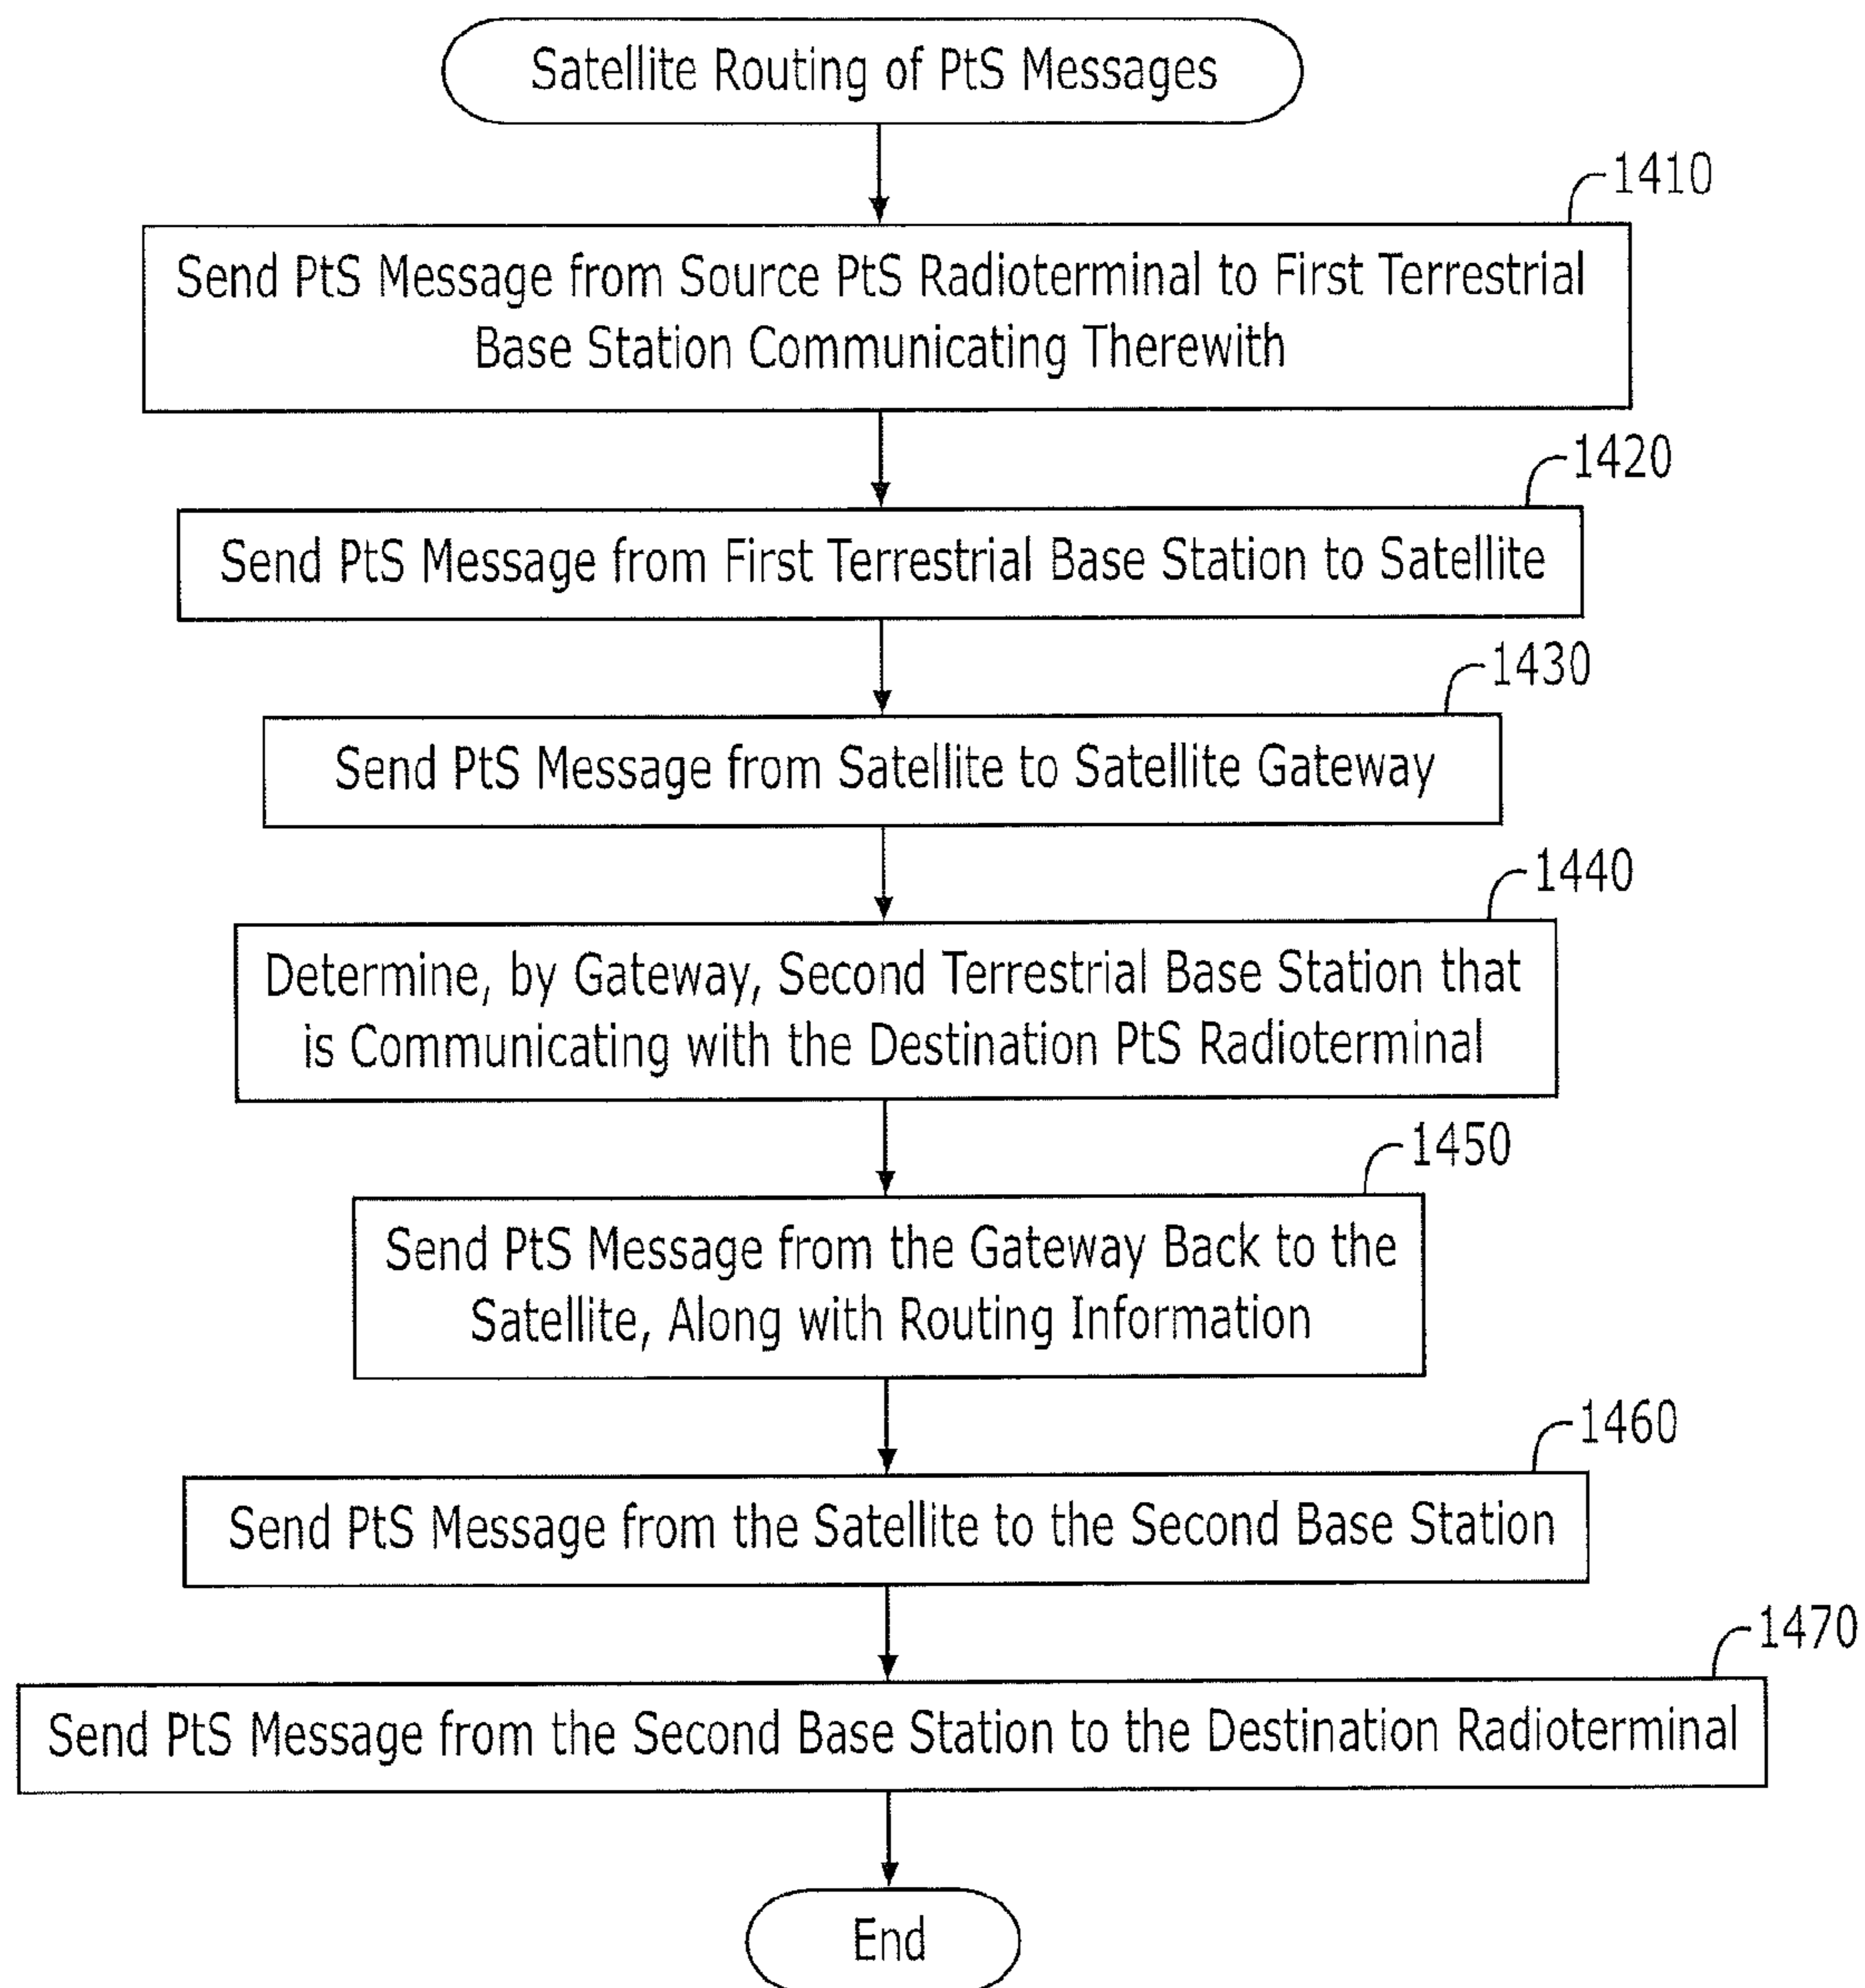 Satellite Routing of PtS Messages
1410
Send PtS Message from Source PtS Radioterminal to First Terrestrial
Base Station Communicating Therewith
1420
Send PtS Message from First Terrestrial Base Station to Satellite
1430
Send PtS Message from Satellite to Satellite Gateway
1440
Determine, by Gateway, Second Terrestrial Base Station that
is Communicating with the Destination PtS Radioterminal
1450
Send PtS Message from the Gateway Back to the
Satellite, Along with Routing Information
1460
Send PtS Message from the Satellite to the Second Base Station
1470
Send PtS Message from the Second Base Station to the Destination Radioterminal
End